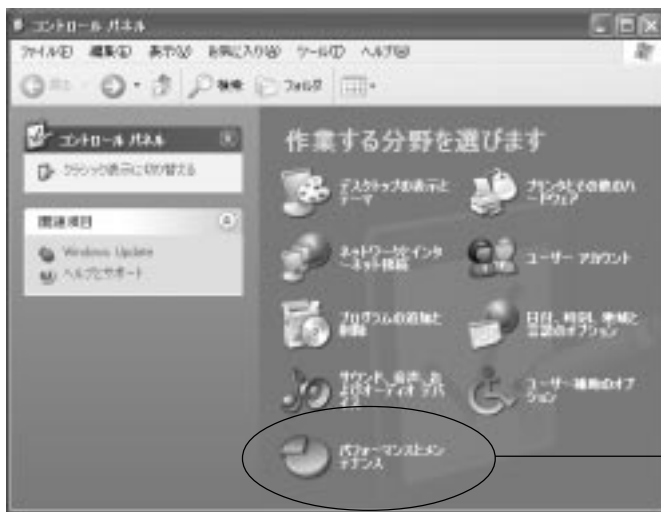 コントロール パネル
ファイル(F) 編集(E) 表示(V) お気に入り(A) ツール(T) ヘルプ(H)
戻る 検索 フォルダ
コントロール パネル
クラシック表示に切り替える
関連項目
Windows Update
ヘルプとサポート
作業する分野を選びます
デスクトップの表示と
テーマ
プリンタとその他のハ
ードウェア
ネットワークとインタ
ーネット接続
ユーザー アカウント
プログラムの追加と
削除
日付、時刻、地域と
言語のオプション
サウンド、音声、お
よびオーディオ デバ
イス
ユーザー補助のオプ
ション
パフォーマンスとメン
テナンス